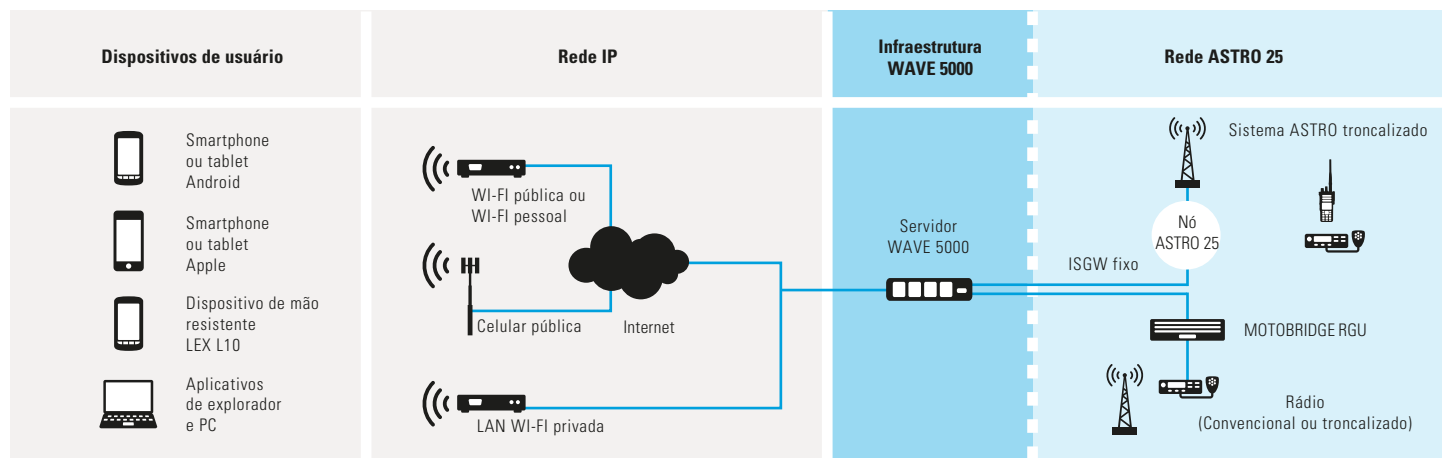 Dispositivos de usuário
Rede IP
Infraestrutura
WAVE 5000
Rede ASTRO 25
Smartphone
ou tablet
Android
Smartphone
ou tablet
Apple
Dispositivo de mão
resistente
LEX L10
Aplicativos
de explorador
e PC
WI-FI pública ou
WI-FI pessoal
Celular pública
Internet
LAN WI-FI privada
Servidor
WAVE 5000
ISGW fixo
Sistema ASTRO troncalizado
Nó
ASTRO 25
MOTOBRIDGE RGU
Rádio
(Convencional ou troncalizado)